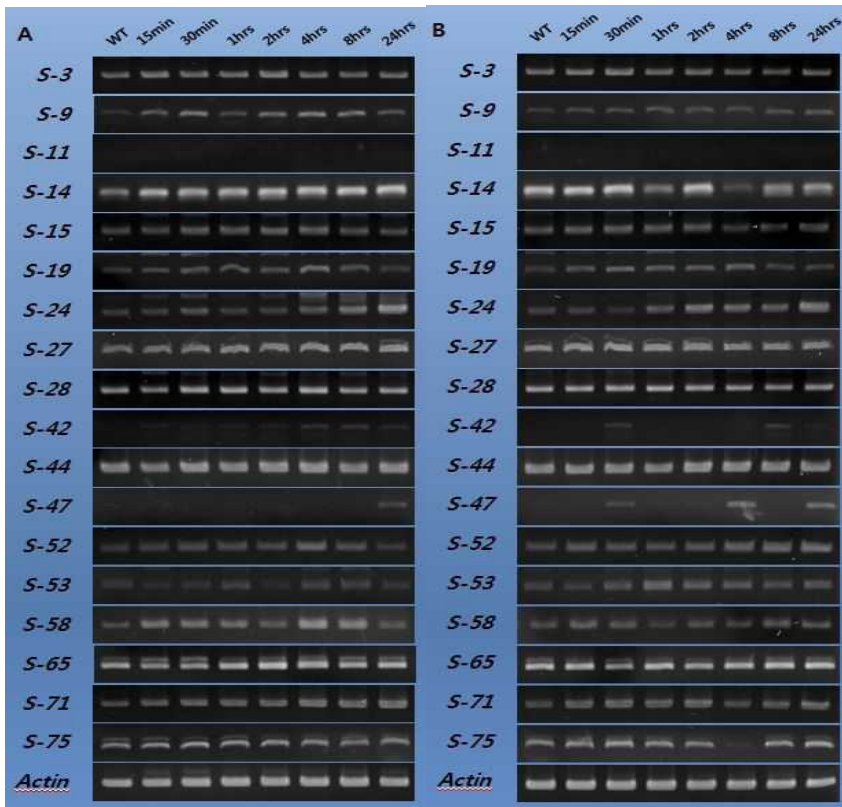 A
WT 15min 30min 1hrs 2hrs 4hrs 8hrs 24hrs
S-3
S-9
S-11
S-14
S-15
S-19
S-24
S-27
S-28
S-42
S-44
S-47
S-52
S-53
S-58
S-65
S-71
S-75
Actin
B
WT 15min 30min 1hrs 2hrs 4hrs 8hrs 24hrs
S-3
S-9
S-11
S-14
S-15
S-19
S-24
S-27
S-28
S-42
S-44
S-47
S-52
S-53
S-58
S-65
S-71
S-75
Actin